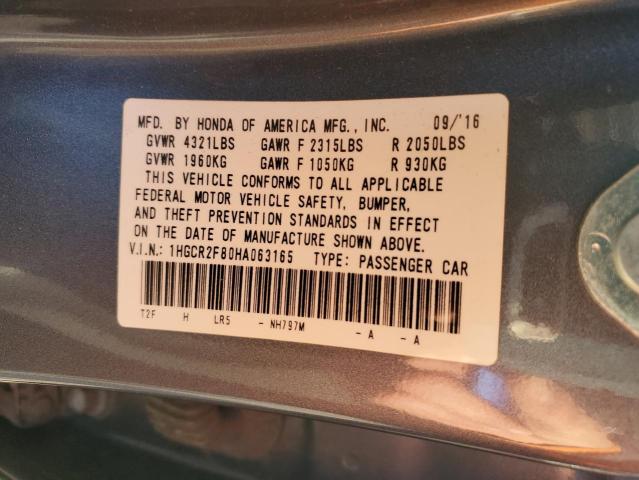 MFD. BY HONDA OF AMERICA MFG., INC. 09/'16
GVWR 4321LBS GAWR F 2315LBS R 2050LBS
GVWR 1960KG GAWR F 1050KG R 930KG
THIS VEHICLE CONFORMS TO ALL APPLICABLE
FEDERAL MOTOR VEHICLE SAFETY, BUMPER,
AND THEFT PREVENTION STANDARDS IN EFFECT
ON THE DATE OF MANUFACTURE SHOWN ABOVE.
V.I.N.: 1HGCR2F80HA063165 TYPE: PASSENGER CAR
T2F H LR5 - NH797M - A - A